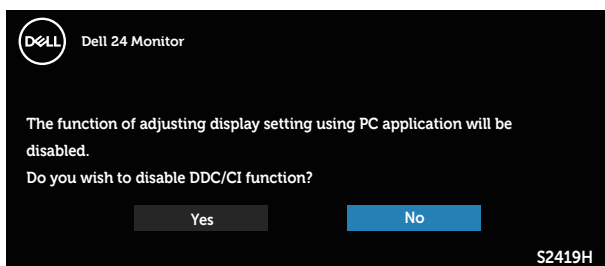 DELL
Dell 24 Monitor
The function of adjusting display setting using PC application will be
disabled.
Do you wish to disable DDC/CI function?
Yes
No
S2419H